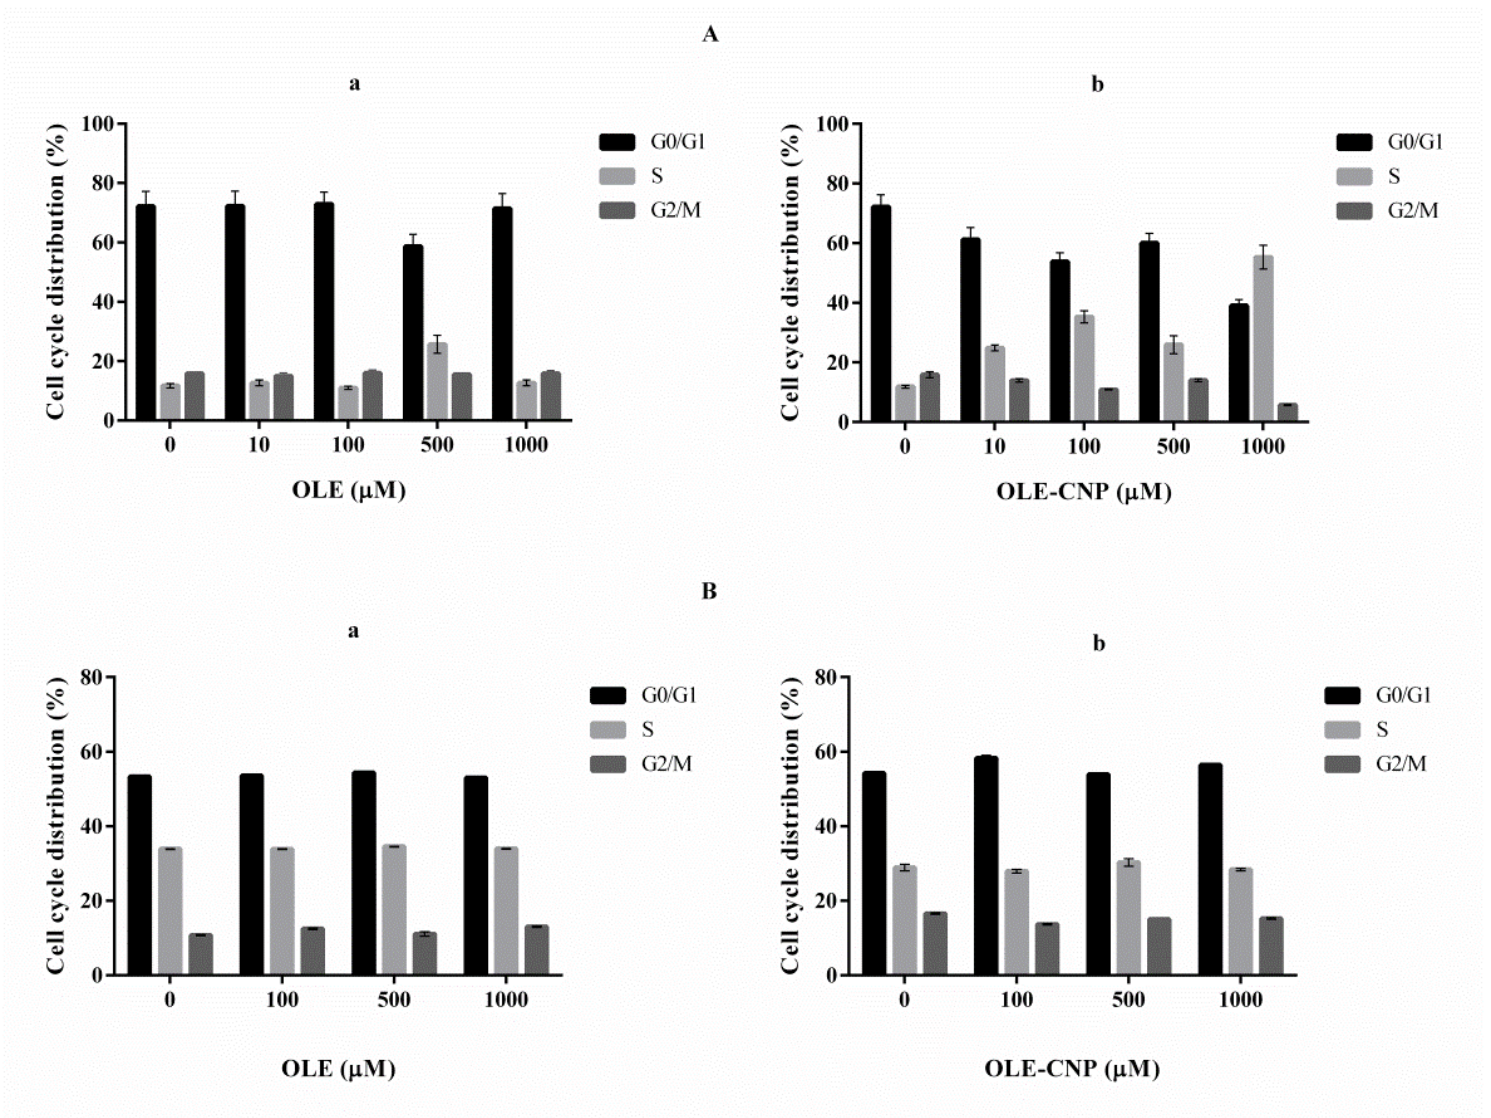 A
a
Cell cycle distribution (%)
100
80
60
40
20
0
0 10 100 500 1000
OLE (µM)
G0/G1
S
G2/M
b
Cell cycle distribution (%)
100
80
60
40
20
0
0 10 100 500 1000
OLE-CNP (µM)
G0/G1
S
G2/M
B
a
Cell cycle distribution (%)
80
60
40
20
0
0 100 500 1000
OLE (µM)
G0/G1
S
G2/M
b
Cell cycle distribution (%)
80
60
40
20
0
0 100 500 1000
OLE-CNP (µM)
G0/G1
S
G2/M